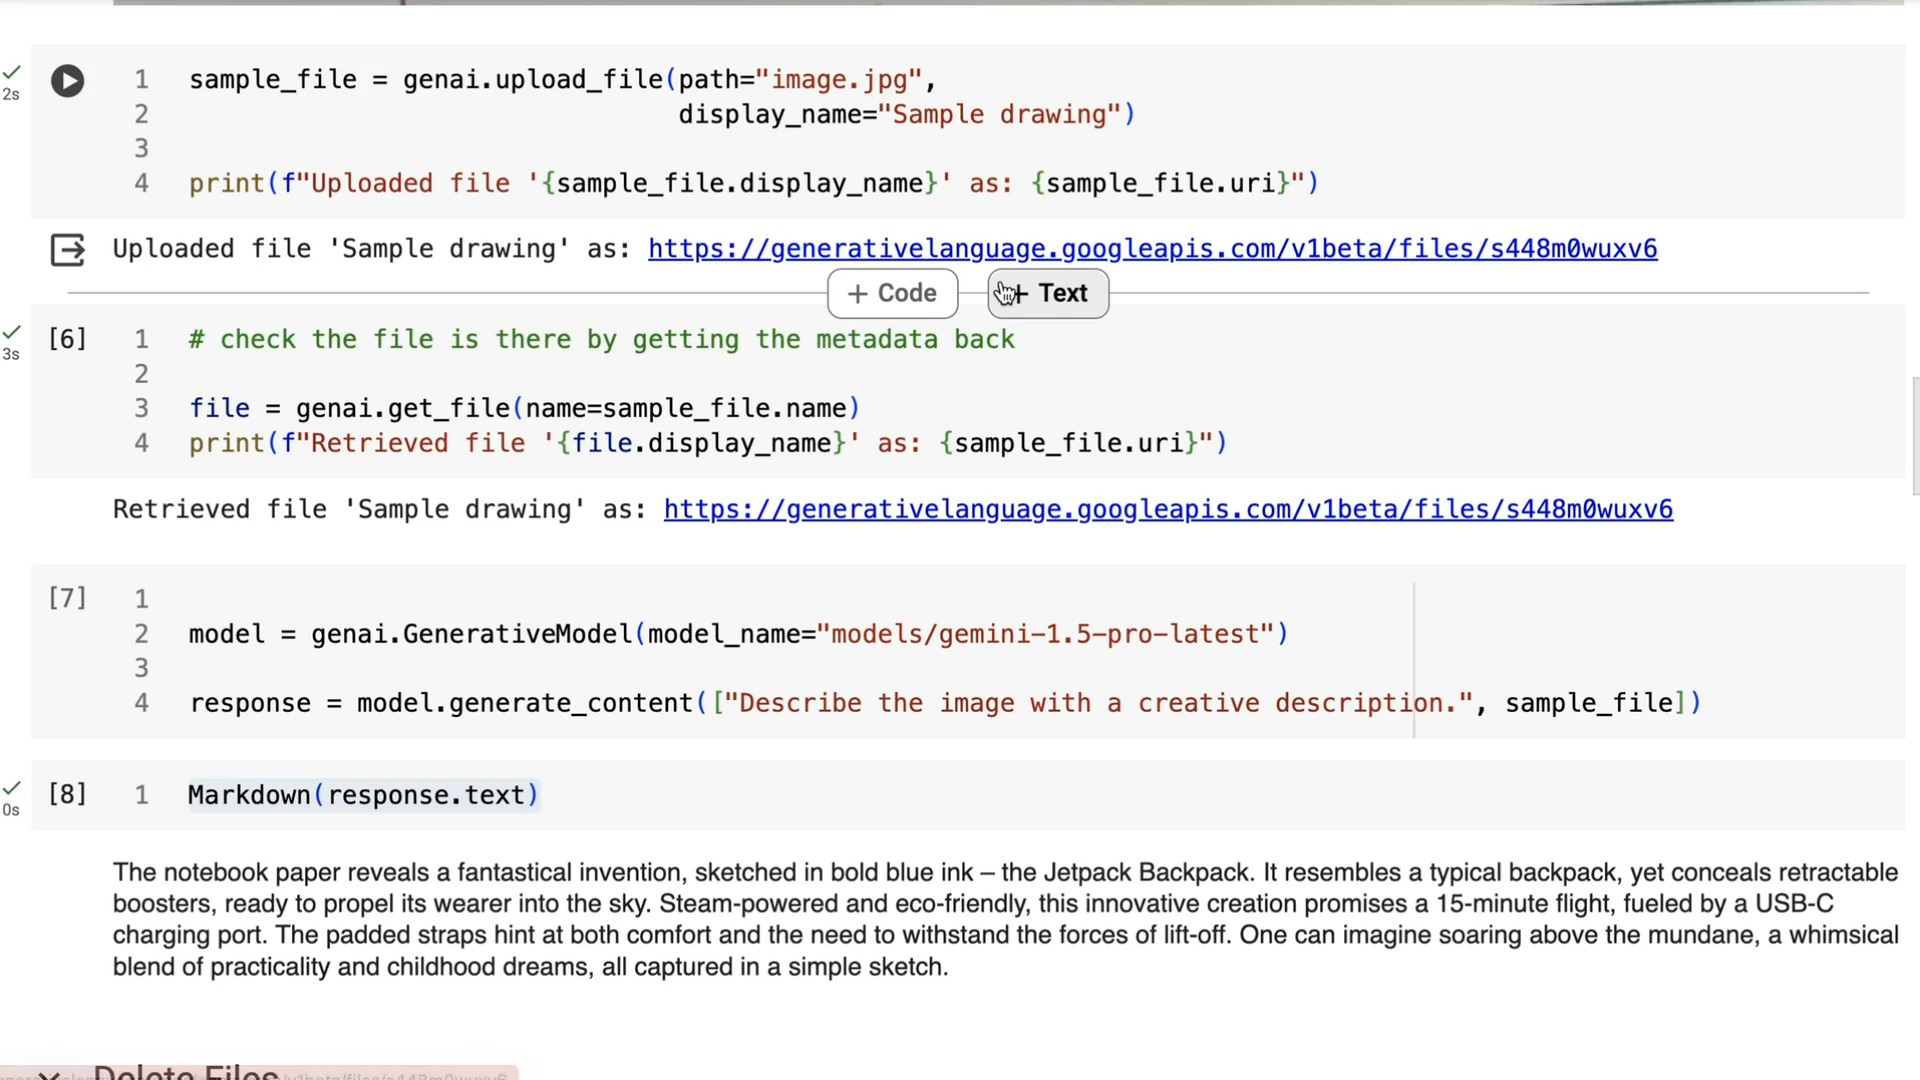 2s
1 sample_file = genai.upload_file(path="image.jpg",
2 display_name="Sample drawing")
3
4 print(f"Uploaded file '{sample_file.display_name}' as: {sample_file.uri}")
Uploaded file 'Sample drawing' as: https://generativelanguage.googleapis.com/v1beta/files/s448m0wuxv6
+ Code + Text
3s
[6] 1 # check the file is there by getting the metadata back
2
3 file = genai.get_file(name=sample_file.name)
4 print(f"Retrieved file '{file.display_name}' as: {sample_file.uri}")
Retrieved file 'Sample drawing' as: https://generativelanguage.googleapis.com/v1beta/files/s448m0wuxv6
[7] 1
2 model = genai.GenerativeModel(model_name="models/gemini-1.5-pro-latest")
3
4 response = model.generate_content(["Describe the image with a creative description.", sample_file])
0s
[8] 1 Markdown(response.text)
The notebook paper reveals a fantastical invention, sketched in bold blue ink – the Jetpack Backpack. It resembles a typical backpack, yet conceals retractable
boosters, ready to propel its wearer into the sky. Steam-powered and eco-friendly, this innovative creation promises a 15-minute flight, fueled by a USB-C
charging port. The padded straps hint at both comfort and the need to withstand the forces of lift-off. One can imagine soaring above the mundane, a whimsical
blend of practicality and childhood dreams, all captured in a simple sketch.
Delete Files